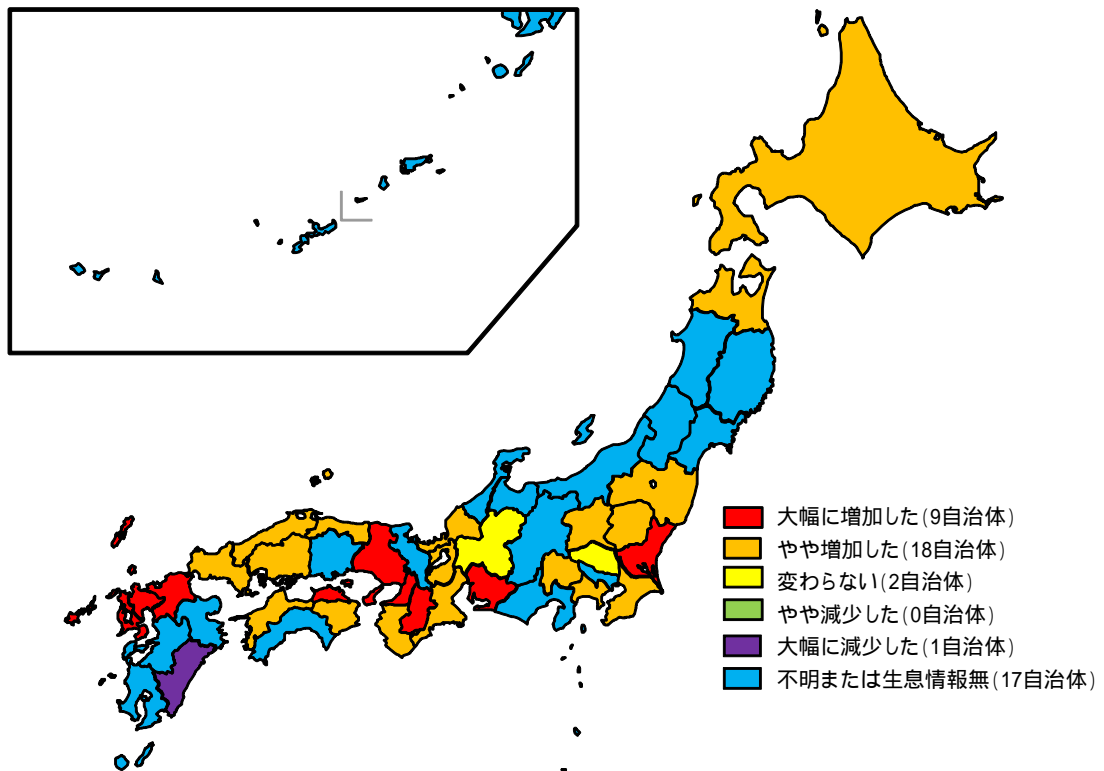 大幅に増加した(9自治体)
やや増加した(18自治体)
変わらない(2自治体)
やや減少した(0自治体)
大幅に減少した(1自治体)
不明または生息情報無(17自治体)